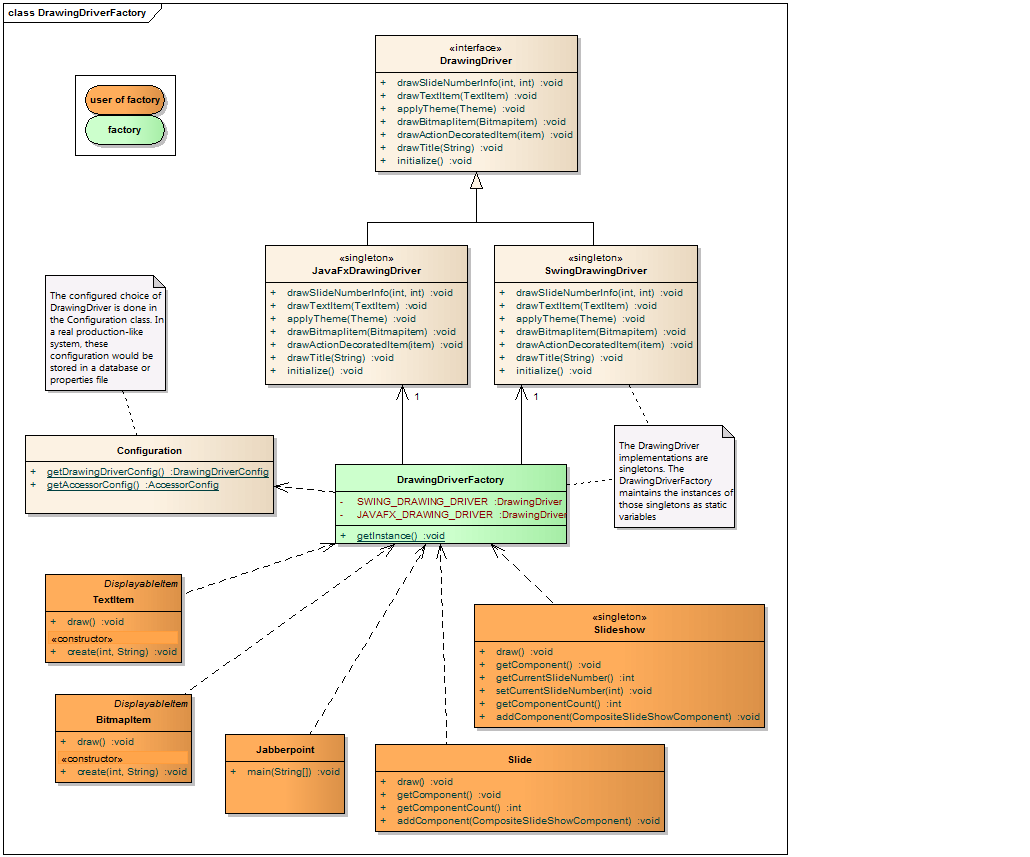 class DrawingDriverFactory
user of factory
factory
«interface»
DrawingDriver
+ drawSlideNumberInfo(int, int) :void
+ drawTextItem(TextItem) :void
+ applyTheme(Theme) :void
+ drawBitmapIitem(Bitmapitem) :void
+ drawActionDecoratedItem(item) :void
+ drawTitle(String) :void
+ initialize() :void
«singleton»
JavaFxDrawingDriver
+ drawSlideNumberInfo(int, int) :void
+ drawTextItem(TextItem) :void
+ applyTheme(Theme) :void
+ drawBitmapIitem(Bitmapitem) :void
+ drawActionDecoratedItem(item) :void
+ drawTitle(String) :void
+ initialize() :void
«singleton»
SwingDrawingDriver
+ drawSlideNumberInfo(int, int) :void
+ drawTextItem(TextItem) :void
+ applyTheme(Theme) :void
+ drawBitmapIitem(Bitmapitem) :void
+ drawActionDecoratedItem(item) :void
+ drawTitle(String) :void
+ initialize() :void
The configured choice of
DrawingDriver is done in
the Configuration class. In
a real production-like
system, these
configuration would be
stored in a database or
properties file
1
1
Configuration
+ getDrawingDriverConfig() :DrawingDriverConfig
+ getAccessorConfig() :AccessorConfig
DrawingDriverFactory
- SWING_DRAWING_DRIVER :DrawingDriver
- JAVAFX_DRAWING_DRIVER :DrawingDriver
+ getInstance() :void
The DrawingDriver
implementations are
singletons. The
DrawingDriverFactory
maintains the instances of
those singletons as static
variables
DisplayableItem
TextItem
+ draw() :void
«constructor»
+ create(int, String) :void
DisplayableItem
BitmapItem
+ draw() :void
«constructor»
+ create(int, String) :void
Jabberpoint
+ main(String[]) :void
«singleton»
Slideshow
+ draw() :void
+ getComponent() :void
+ getCurrentSlideNumber() :int
+ setCurrentSlideNumber(int) :void
+ getComponentCount() :int
+ addComponent(CompositeSlideShowComponent) :void
Slide
+ draw() :void
+ getComponent() :void
+ getComponentCount() :int
+ addComponent(CompositeSlideShowComponent) :void